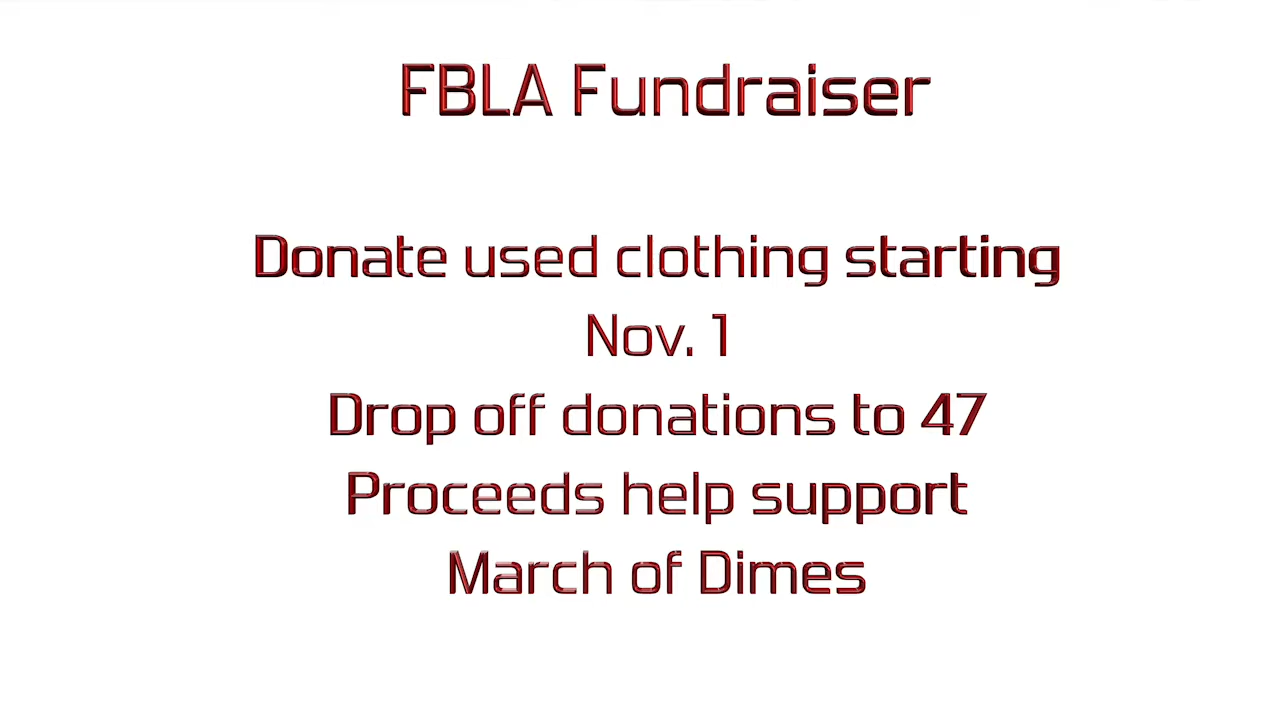 FBLA Fundraiser
Donate used clothing starting
Nov. 1
Drop off donations to 47
Proceeds help support
March of Dimes